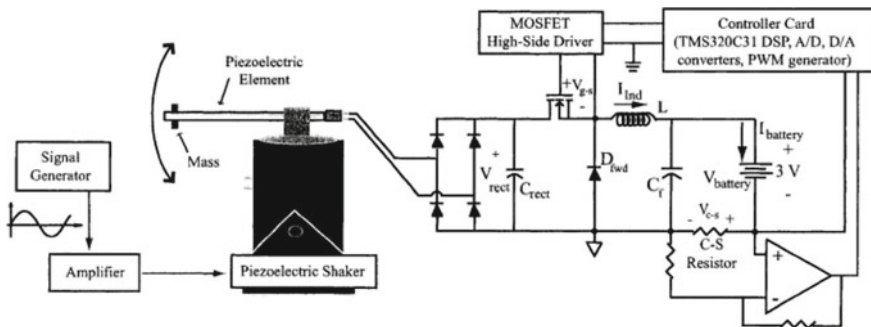 MOSFET
High-Side Driver
Controller Card
(TMS320C31 DSP, A/D, D/A
converters, PWM generator)
Piezoelectric
Element
Mass
Signal
Generator
Amplifier
Piezoelectric Shaker
+
V
rect
-
C rect
+ V g-s
-
I Ind
L
D fwd
C f
I battery
+
V battery
3 V
-
- V c-s +
C-S
Resistor
+
-